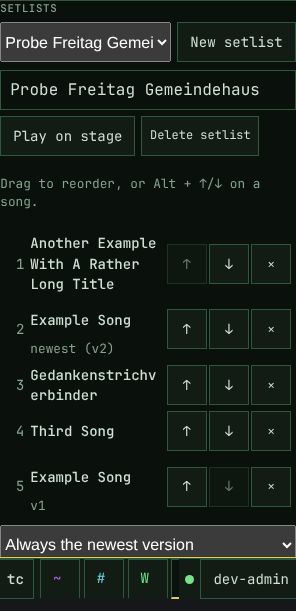 SETLISTS
Probe Freitag Gemei
New setlist
Probe Freitag Gemeindehaus
Play on stage
Delete setlist
Drag to reorder, or Alt + ↑/↓ on a
song.
1 Another Example
With A Rather
Long Title
↑ ↓ ×
2 Example Song
newest (v2)
↑ ↓ ×
3 Gedankenstrichv
erbinder
↑ ↓ ×
4 Third Song
↑ ↓ ×
5 Example Song
v1
↑ ↓ ×
Always the newest version
tc ~ # W dev-admin